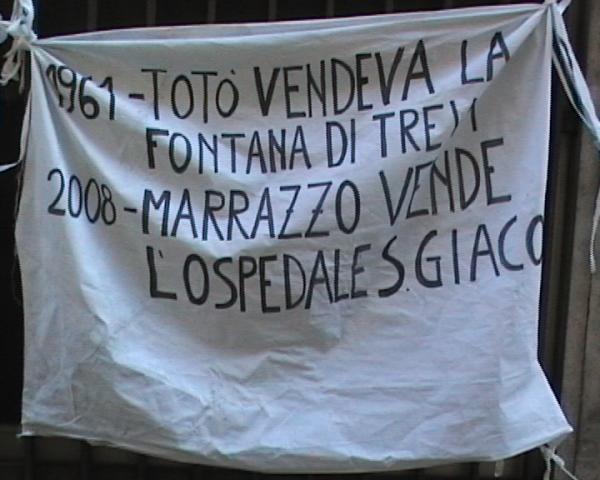 1961 - TOTÒ VENDEVA LA
FONTANA DI TREVI
2008 - MARRAZZO VENDE
L'OSPEDALE S. GIACO